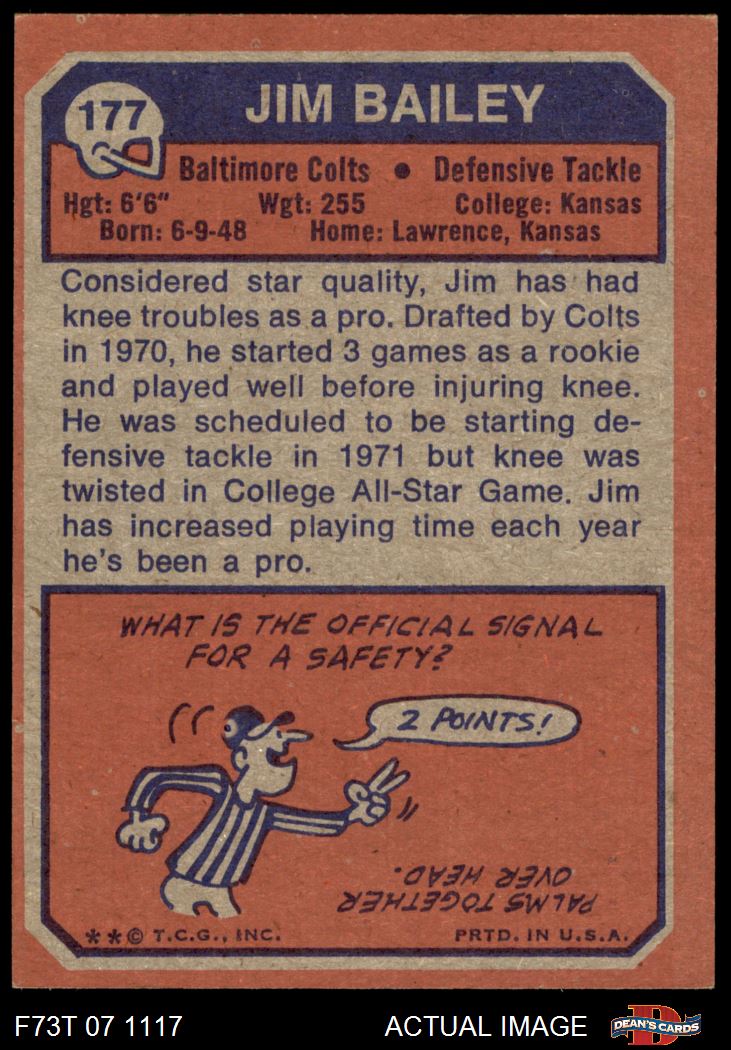 177
JIM BAILEY
Baltimore Colts • Defensive Tackle
Hgt: 6'6" Wgt: 255 College: Kansas
Born: 6-9-48 Home: Lawrence, Kansas
Considered star quality, Jim has had
knee troubles as a pro. Drafted by Colts
in 1970, he started 3 games as a rookie
and played well before injuring knee.
He was scheduled to be starting de-
fensive tackle in 1971 but knee was
twisted in College All-Star Game. Jim
has increased playing time each year
he's been a pro.
WHAT IS THE OFFICIAL SIGNAL
FOR A SAFETY?
2 POINTS!
PALMS TOGETHER
OVER HEAD.
**© T.C.G., INC. PRTD. IN U.S.A.
F73T 07 1117 ACTUAL IMAGE
D
DEAN'S CARDS